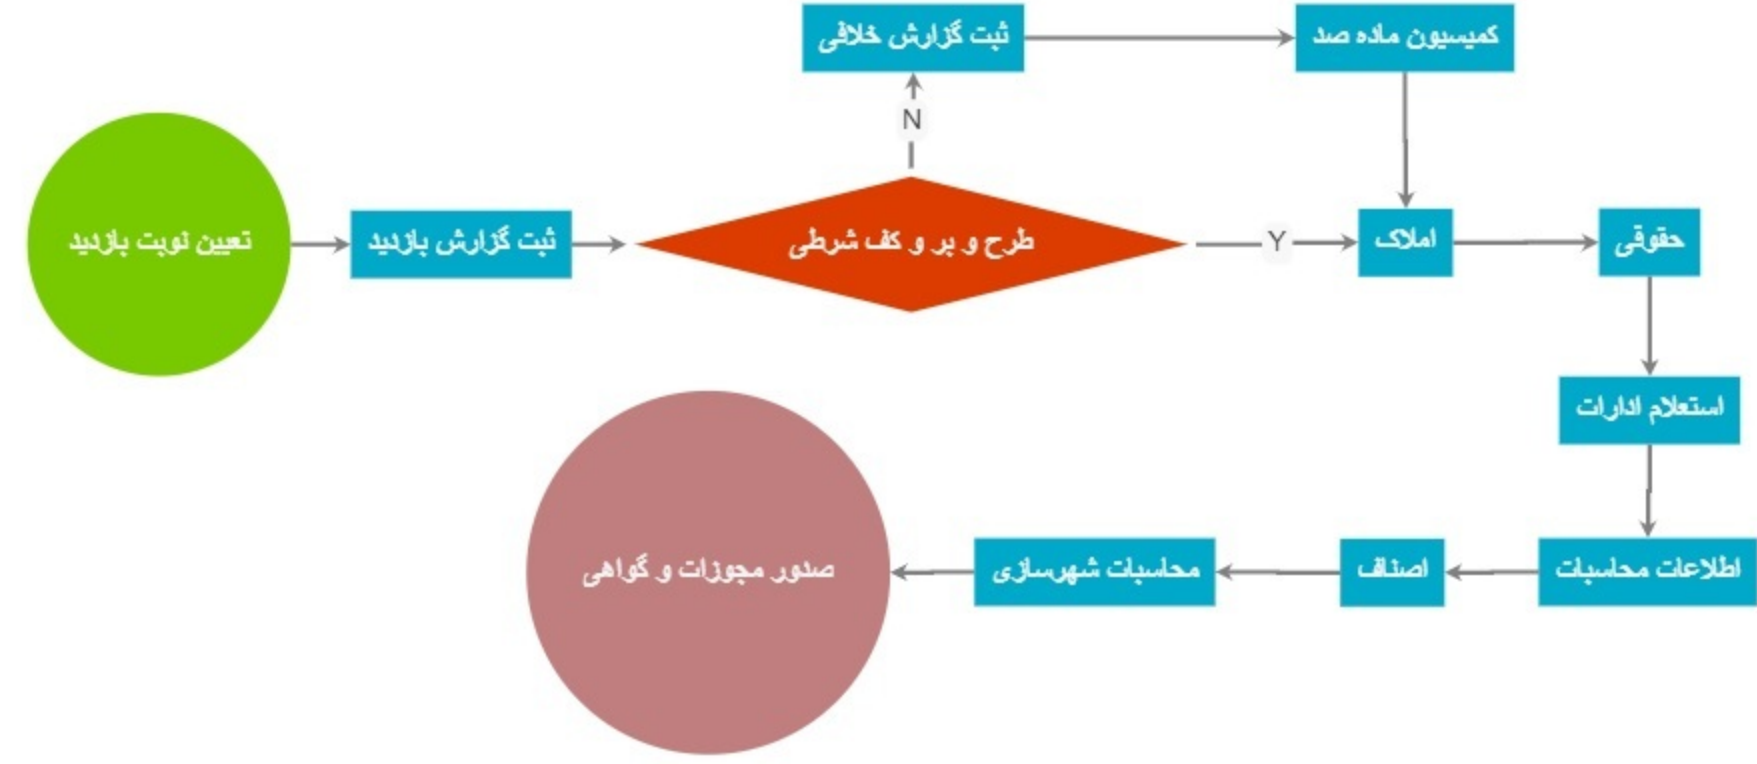 ثبت گزارش خلافی
کمیسیون ماده صد
N
تعیین نوبت بازدید
ثبت گزارش بازدید
طرح و بر و کف شرطی
Y
املاک
حقوقی
استعلام ادارات
اطلاعات محاسبات
اصناف
محاسبات شهرسازی
صدور مجوزات و گواهی